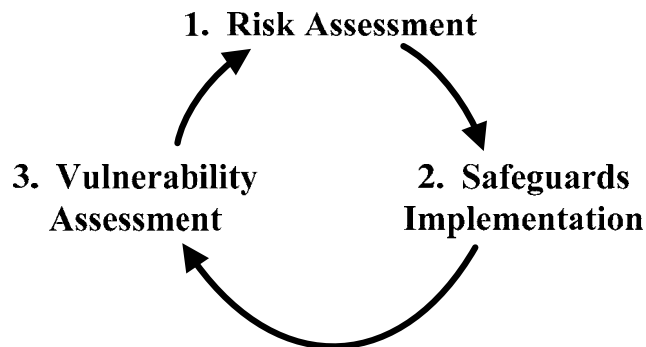 1. Risk Assessment
3. Vulnerability
Assessment
2. Safeguards
Implementation